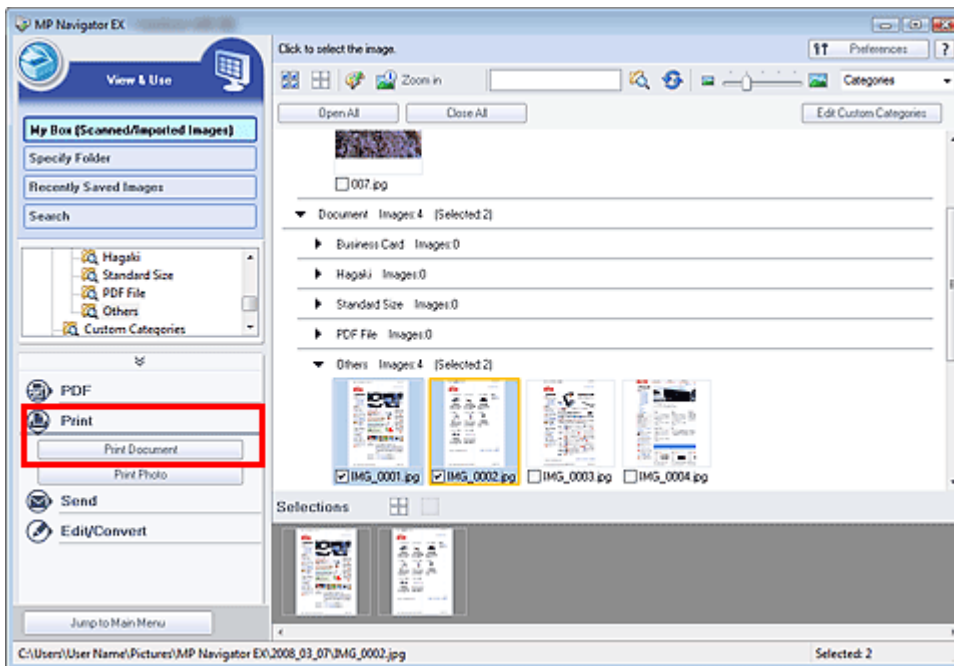 MP Navigator EX
View & Use
My Box (Scanned/Imported Images)
Specify Folder
Recently Saved Images
Search
Hagaki
Standard Size
PDF File
Others
Custom Categories
PDF
Print
Print Document
Print Photo
Send
Edit/Convert
Jump to Main Menu
Click to select the image.
Preferences
?
Zoom in
Categories
Open All
Close All
Edit Custom Categories
007.jpg
Document Images:4 (Selected:2)
Business Card Images:0
Hagaki Images:0
Standard Size Images:0
PDF File Images:0
Others Images:4 (Selected:2)
IMG_0001.jpg
IMG_0002.jpg
IMG_0003.jpg
IMG_0004.jpg
Selections
C:\Users\User Name\Pictures\MP Navigator EX\2008_03_07\IMG_0002.jpg
Selected: 2